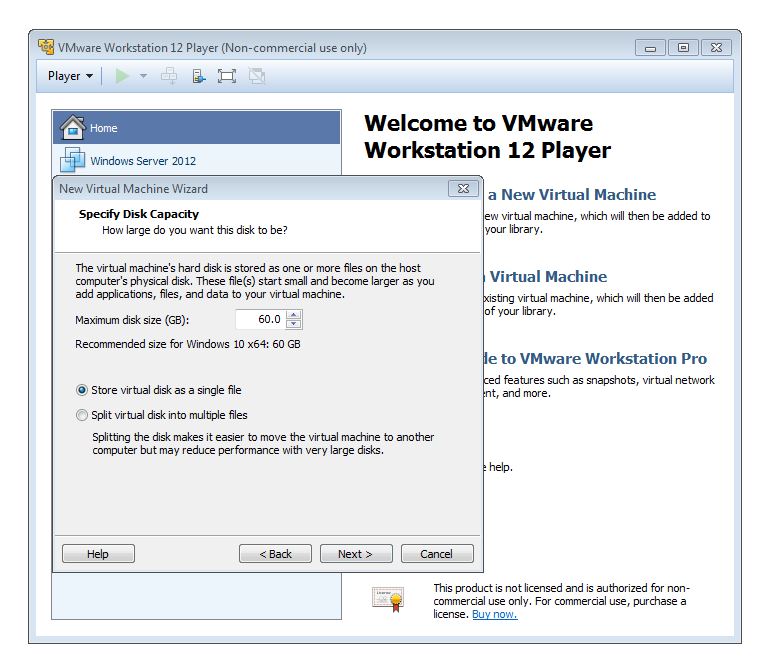 VMware Workstation 12 Player (Non-commercial use only)
Player
Home
Windows Server 2012
Welcome to VMware
Workstation 12 Player
a New Virtual Machine
ew virtual machine, which will then be added to
your library.
Virtual Machine
xisting virtual machine, which will then be added
of your library.
de to VMware Workstation Pro
ced features such as snapshots, virtual network
ent, and more.
help.
New Virtual Machine Wizard
Specify Disk Capacity
How large do you want this disk to be?
The virtual machine's hard disk is stored as one or more files on the host
computer's physical disk. These file(s) start small and become larger as you
add applications, files, and data to your virtual machine.
Maximum disk size (GB): 60.0
Recommended size for Windows 10 x64: 60 GB
Store virtual disk as a single file
Split virtual disk into multiple files
Splitting the disk makes it easier to move the virtual machine to another
computer but may reduce performance with very large disks.
Help < Back Next > Cancel
This product is not licensed and is authorized for non-
commercial use only. For commercial use, purchase a
license. Buy now.